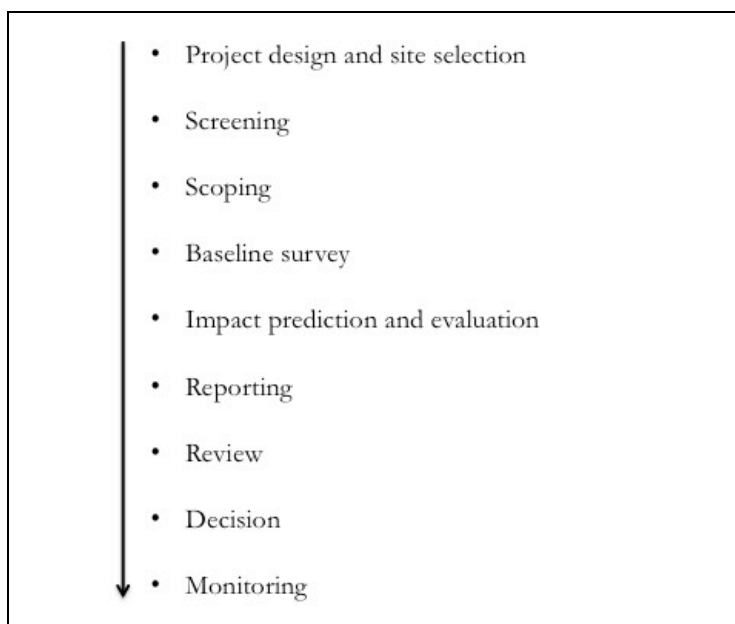 • Project design and site selection
• Screening
• Scoping
• Baseline survey
• Impact prediction and evaluation
• Reporting
• Review
• Decision
• Monitoring